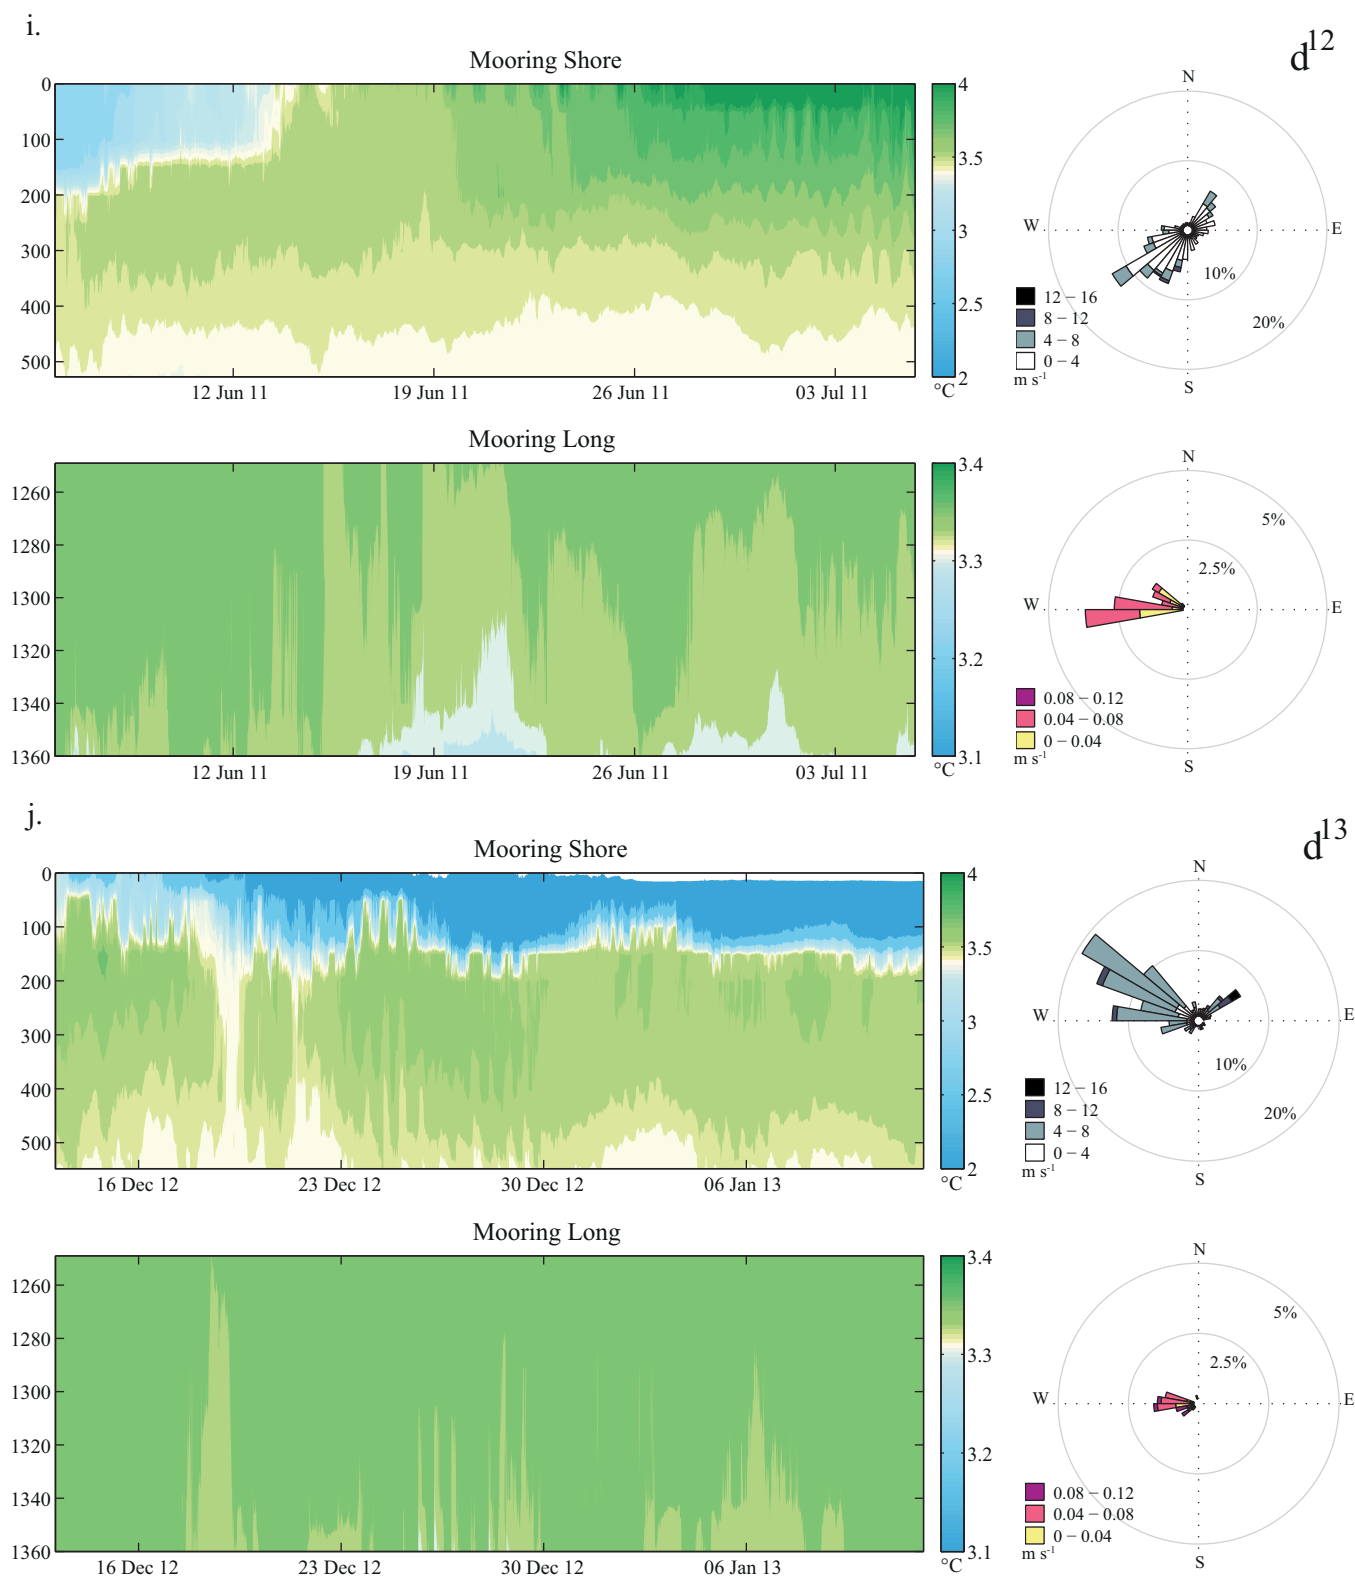 i.
d12
Mooring Shore
0
100
200
300
400
500
12 Jun 11
19 Jun 11
26 Jun 11
03 Jul 11
4
3.5
3
2.5
2
°C
N
W
E
S
10%
20%
12 – 16
8 – 12
4 – 8
0 – 4
m s-1
Mooring Long
1260
1280
1300
1320
1340
1360
12 Jun 11
19 Jun 11
26 Jun 11
03 Jul 11
3.4
3.3
3.2
3.1
°C
N
5%
2.5%
W
E
0.08 – 0.12
0.04 – 0.08
0 – 0.04
m s-1
S
j.
d13
Mooring Shore
0
100
200
300
400
500
16 Dec 12
23 Dec 12
30 Dec 12
06 Jan 13
4
3.5
3
2.5
2
°C
N
W
E
10%
20%
12 – 16
8 – 12
4 – 8
0 – 4
m s-1
S
Mooring Long
1260
1280
1300
1320
1340
1360
16 Dec 12
23 Dec 12
30 Dec 12
06 Jan 13
3.4
3.3
3.2
3.1
°C
N
5%
2.5%
W
E
0.08 – 0.12
0.04 – 0.08
0 – 0.04
m s-1
S